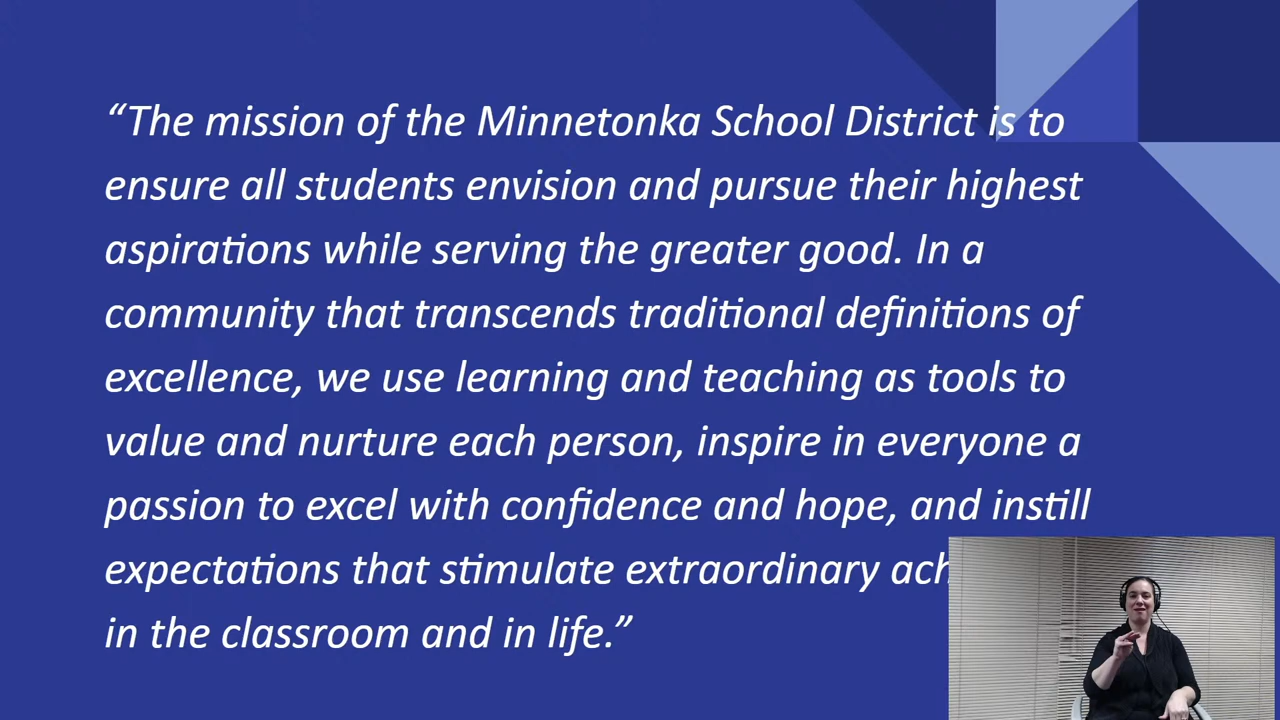 “The mission of the Minnetonka School District is to
ensure all students envision and pursue their highest
aspirations while serving the greater good. In a
community that transcends traditional definitions of
excellence, we use learning and teaching as tools to
value and nurture each person, inspire in everyone a
passion to excel with confidence and hope, and instill
expectations that stimulate extraordinary
in the classroom and in life.”